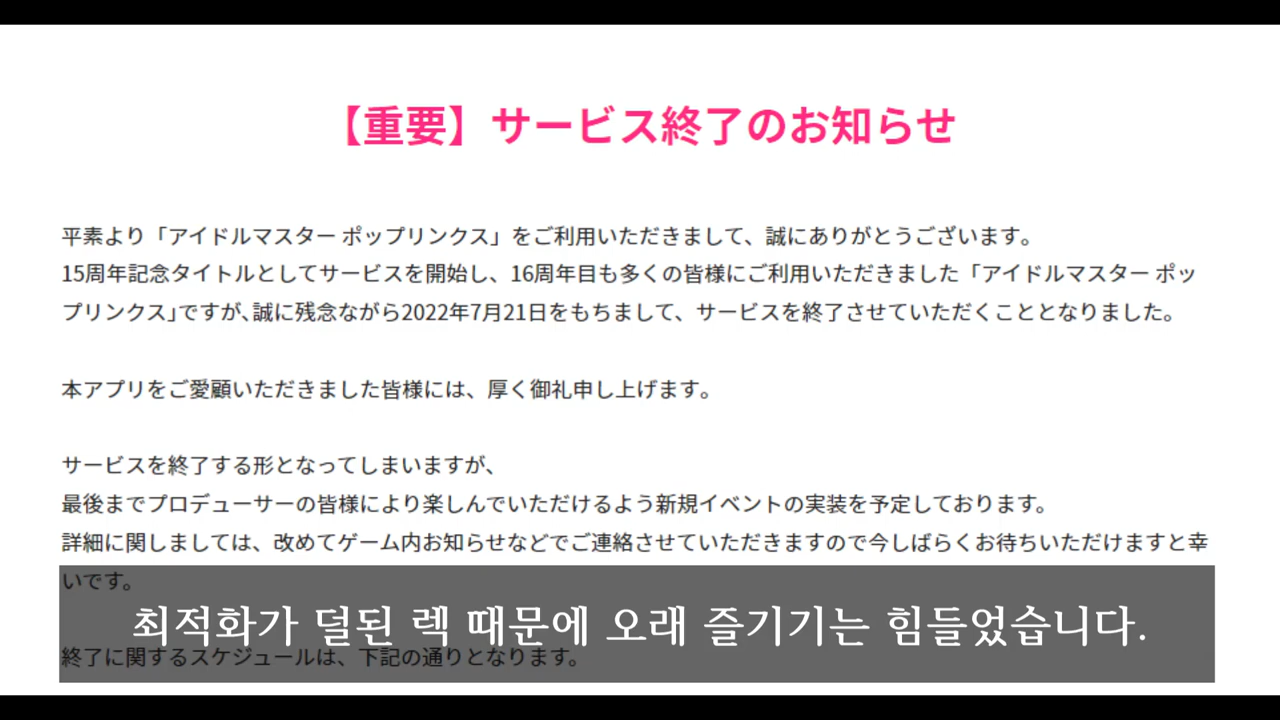 【重要】サービス終了のお知らせ
平素より「アイドルマスター ポップリンクス」をご利用いただきまして、誠にありがとうございます。
15周年記念タイトルとしてサービスを開始し、16周年目も多くの皆様にご利用いただきました「アイドルマスター ポッ
プリンクス」ですが、誠に残念ながら2022年7月21日をもちまして、サービスを終了させていただくこととなりました。
本アプリをご愛顧いただきました皆様には、厚く御礼申し上げます。
サービスを終了する形となってしまいますが、
最後までプロデューサーの皆様により楽しんでいただけるよう新規イベントの実装を予定しております。
詳細に関しましては、改めてゲーム内お知らせなどでご連絡させていただきますので今しばらくお待ちいただけますと幸
いです。
최적화가 덜된 렉 때문에 오래 즐기기는 힘들었습니다.
終了に関するスケジュールは、下記の通りとなります。